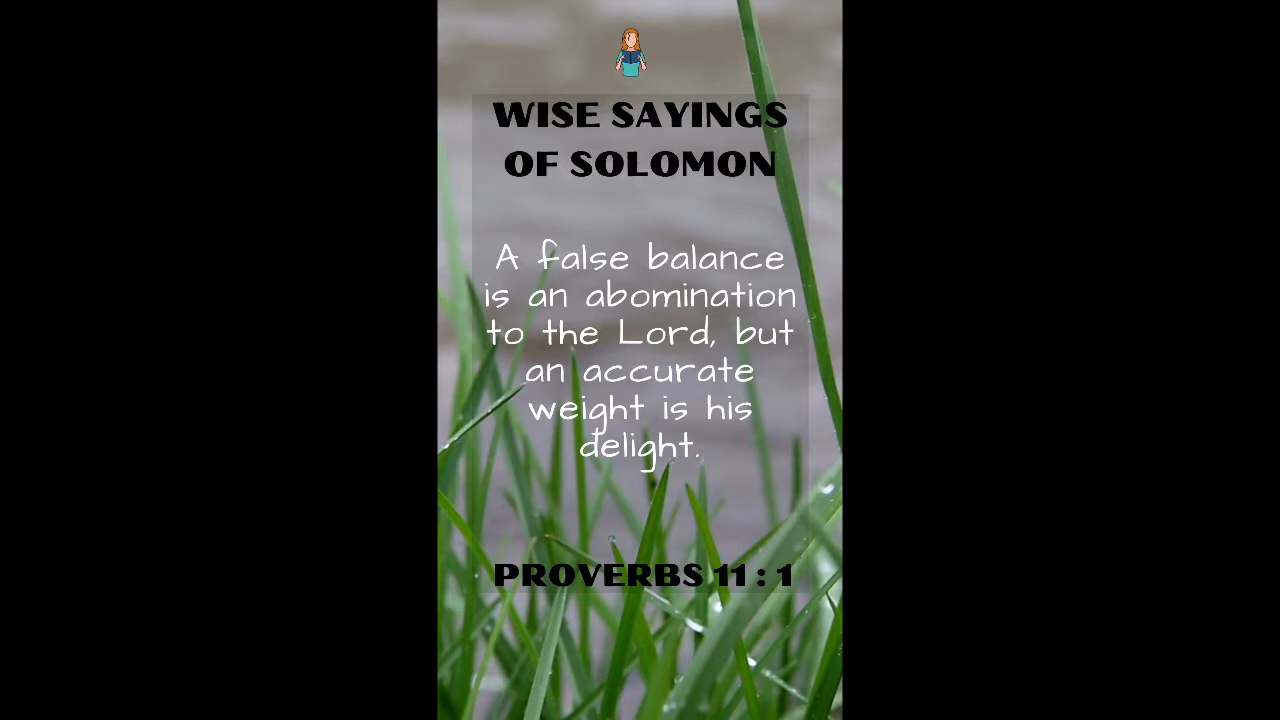 WISE SAYINGS
OF SOLOMON
A false balance
is an abomination
to the Lord, but
an accurate
weight is his
delight.
PROVERBS 11 : 1